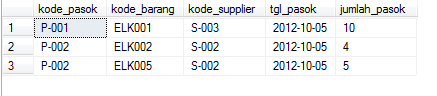 kode_pasok kode_barang kode_supplier tgl_pasok jumlah_pasok
1 P-001 ELK001 S-003 2012-10-05 10
2 P-002 ELK002 S-002 2012-10-05 4
3 P-002 ELK005 S-002 2012-10-05 5